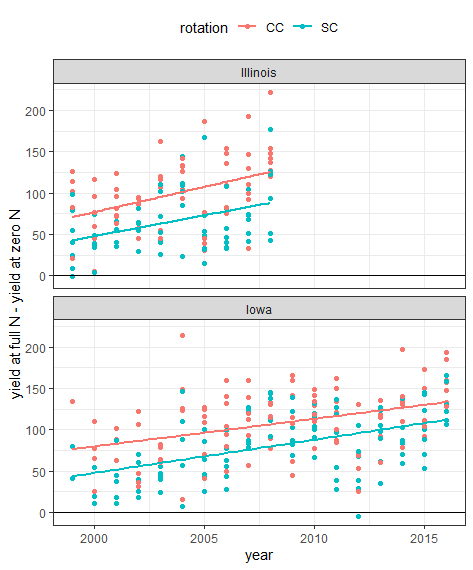 rotation CC SC
Illinois
200
150
100
50
0
Iowa
200
150
100
50
0
yield at full N - yield at zero N
2000 2005 2010 2015
year